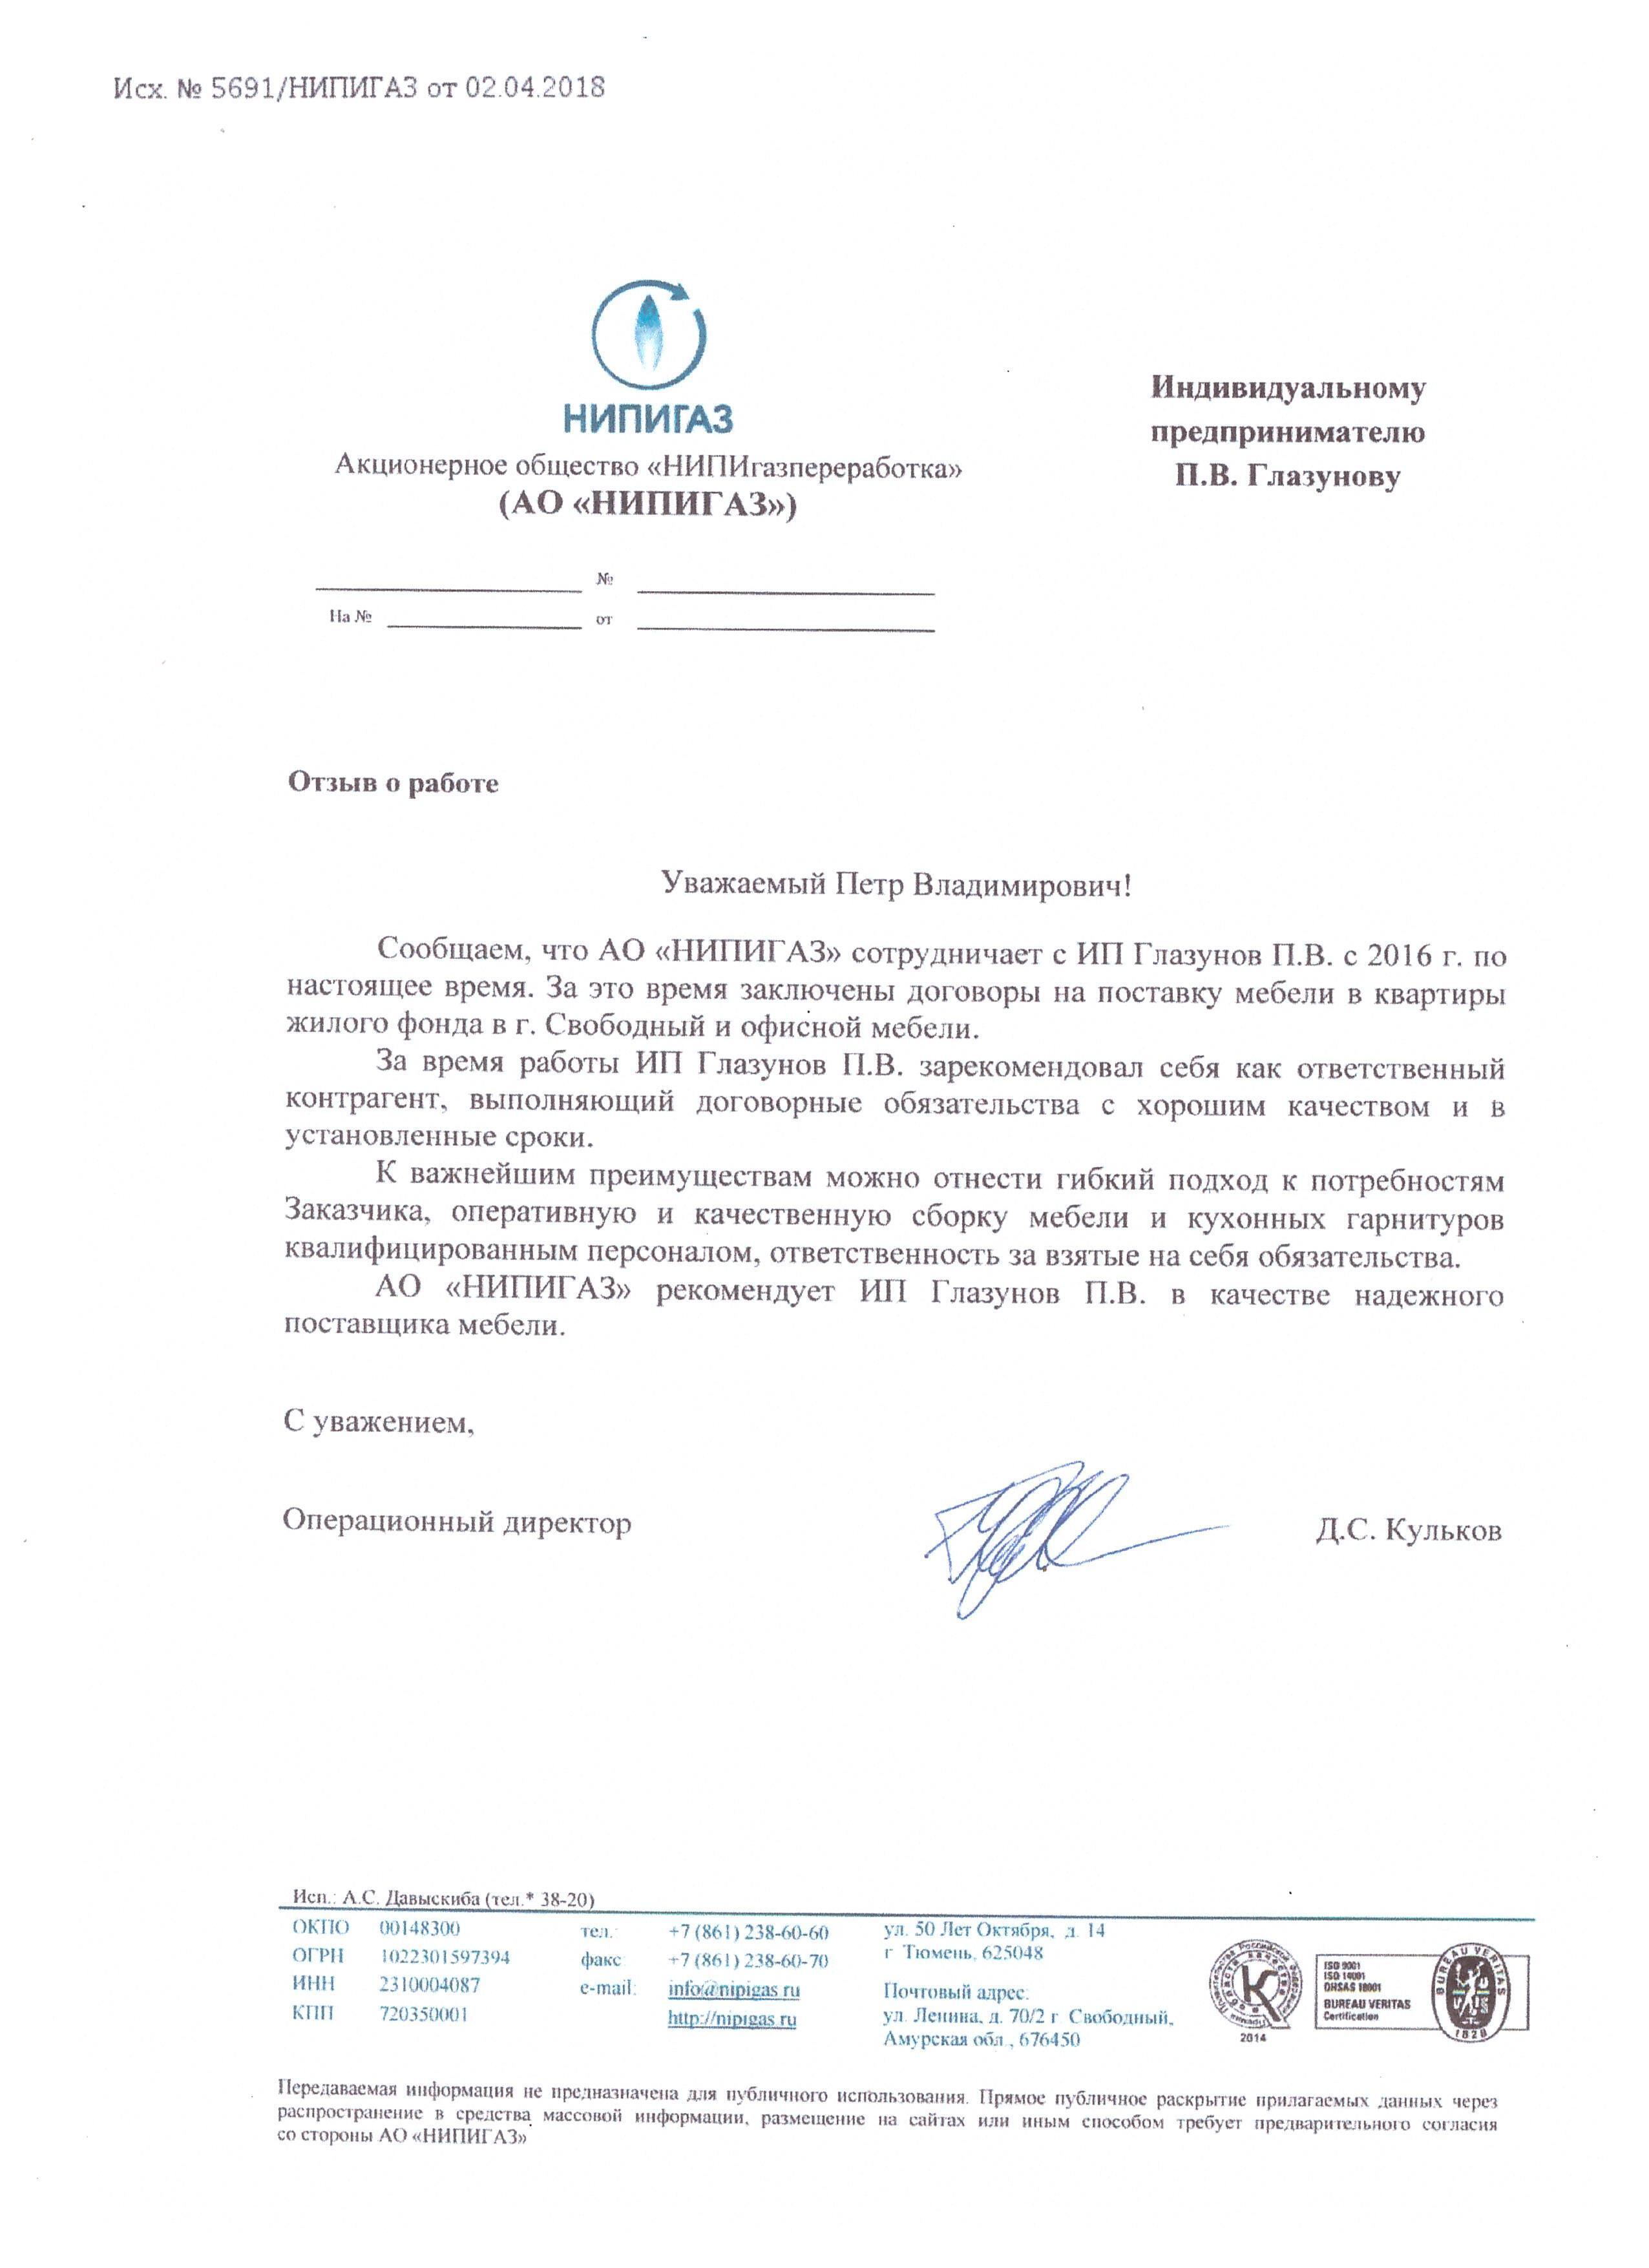 Исх. № 5691/НИПИГАЗ от 02.04.2018
НИПИГАЗ
Акционерное общество «НИПИгазпереработка»
(АО «НИПИГАЗ»)
Индивидуальному
предпринимателю
П.В. Глазунову
№
На № от
Отзыв о работе
Уважаемый Петр Владимирович!
Сообщаем, что АО «НИПИГАЗ» сотрудничает с ИП Глазунов П.В. с 2016 г. по
настоящее время. За это время заключены договоры на поставку мебели в квартиры
жилого фонда в г. Свободный и офисной мебели.
За время работы ИП Глазунов П.В. зарекомендовал себя как ответственный
контрагент, выполняющий договорные обязательства с хорошим качеством и в
установленные сроки.
К важнейшим преимуществам можно отнести гибкий подход к потребностям
Заказчика, оперативную и качественную сборку мебели и кухонных гарнитуров
квалифицированным персоналом, ответственность за взятые на себя обязательства.
АО «НИПИГАЗ» рекомендует ИП Глазунов П.В. в качестве надежного
поставщика мебели.
С уважением,
Операционный директор Д.С. Кульков
Исп.: А.С. Давыскиба (тел.* 38-20)
ОКПО 00148300
ОГРН 1022301597394
ИНН 2310004087
КПП 720350001
тел.: +7 (861) 238-60-60
факс +7 (861) 238-60-70
e-mail: info@nipigas.ru
http://nipigas.ru
ул. 50 Лет Октября, д. 14
г Тюмень, 625048
Почтовый адрес:
ул. Ленина, д. 70/2 г Свободный,
Амурская обл., 676450
2014
ISO 9001
ISO 14001
OHSAS 18001
BUREAU VERITAS
Certification
BUREAU VERITAS
1828
Передаваемая информация не предназначена для публичного использования. Прямое публичное раскрытие прилагаемых данных через
распространение в средства массовой информации, размещение на сайтах или иным способом требует предварительного согласия
со стороны АО «НИПИГАЗ»